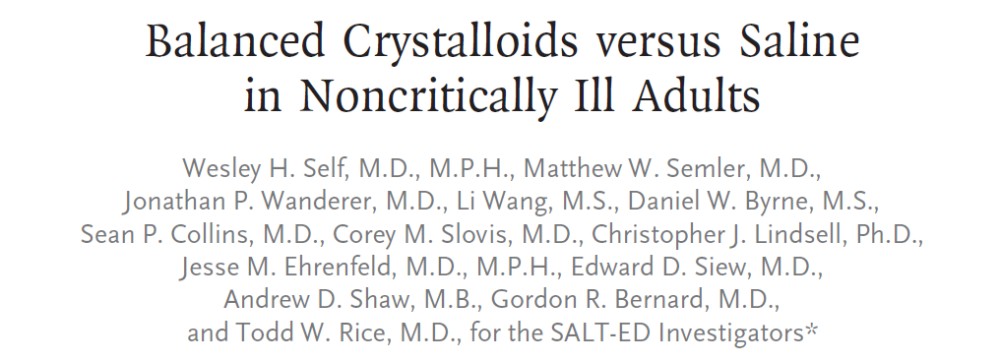 Balanced Crystalloids versus Saline
in Noncritically Ill Adults
Wesley H. Self, M.D., M.P.H., Matthew W. Semler, M.D.,
Jonathan P. Wanderer, M.D., Li Wang, M.S., Daniel W. Byrne, M.S.,
Sean P. Collins, M.D., Corey M. Slovis, M.D., Christopher J. Lindsell, Ph.D.,
Jesse M. Ehrenfeld, M.D., M.P.H., Edward D. Siew, M.D.,
Andrew D. Shaw, M.B., Gordon R. Bernard, M.D.,
and Todd W. Rice, M.D., for the SALT-ED Investigators*